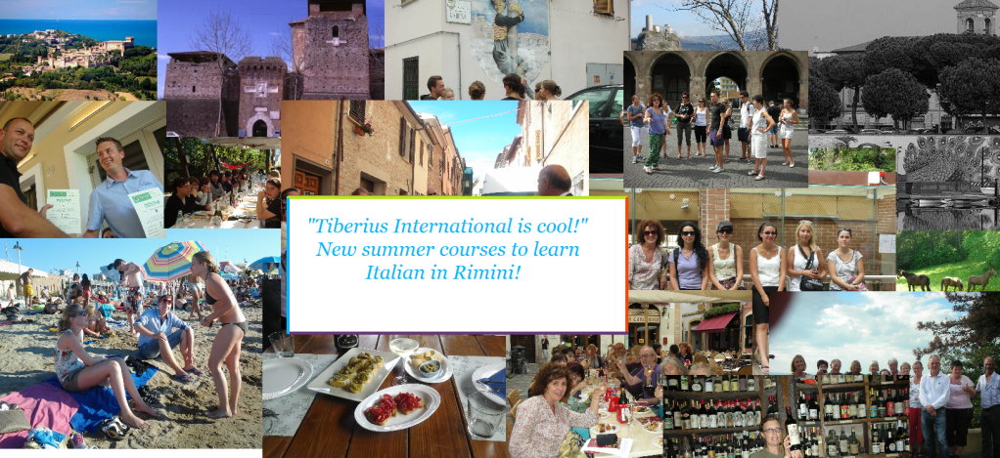 "Tiberius International is cool!"
New summer courses to learn
Italian in Rimini!